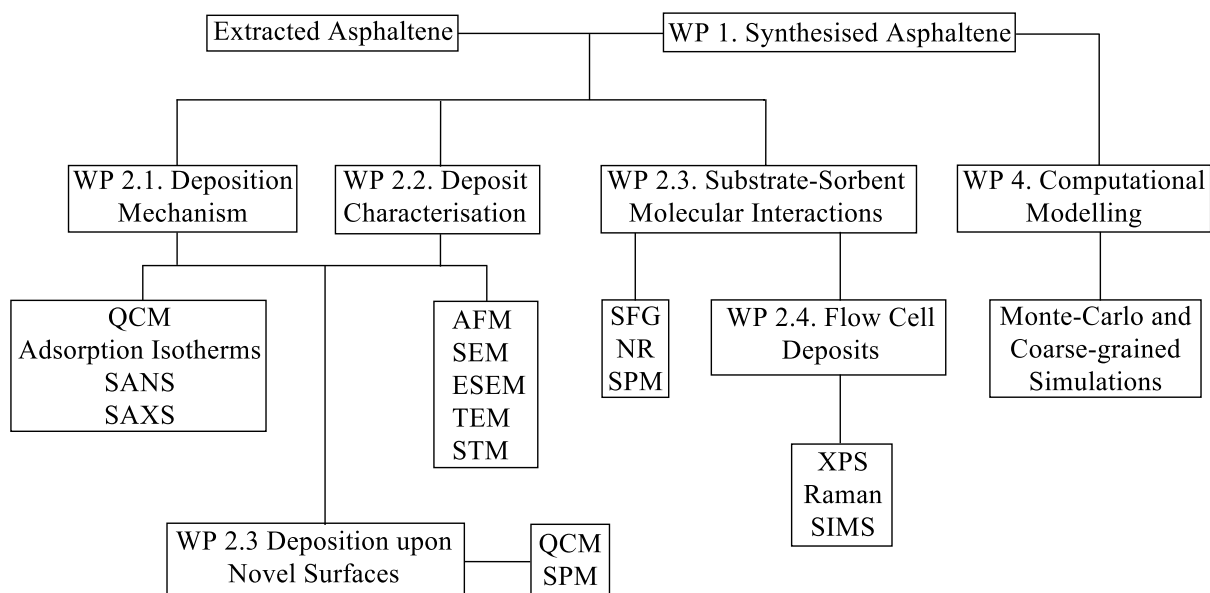 Extracted Asphaltene
WP 1. Synthesised Asphaltene
WP 2.1. Deposition
Mechanism
WP 2.2. Deposit
Characterisation
WP 2.3. Substrate-Sorbent
Molecular Interactions
WP 4. Computational
Modelling
QCM
Adsorption Isotherms
SANS
SAXS
AFM
SEM
ESEM
TEM
STM
SFG
NR
SPM
WP 2.4. Flow Cell
Deposits
Monte-Carlo and
Coarse-grained
Simulations
XPS
Raman
SIMS
WP 2.3 Deposition upon
Novel Surfaces
QCM
SPM